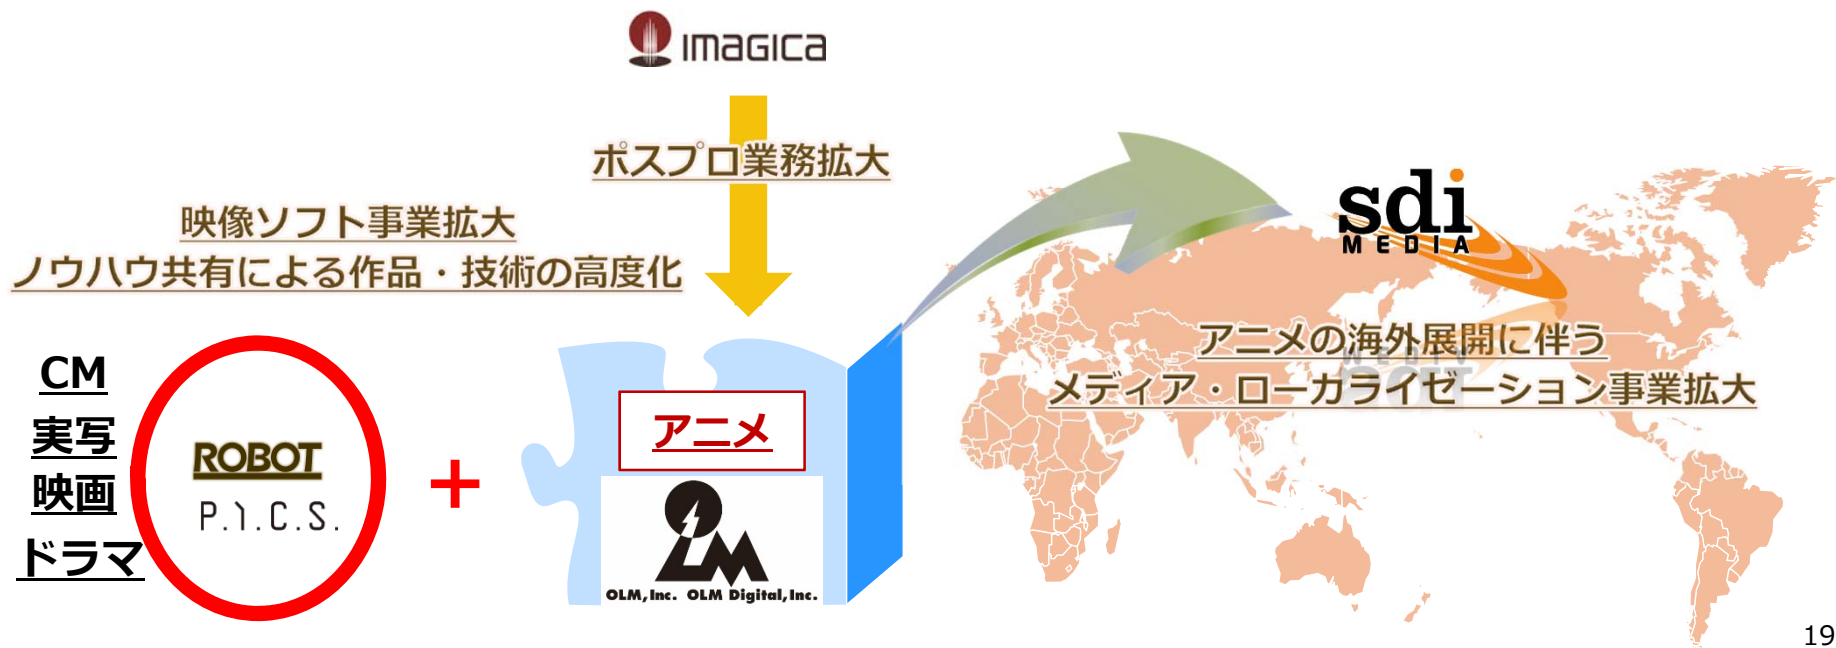 IMAGICA
ポスプロ業務拡大
映像ソフト事業拡大
ノウハウ共有による作品・技術の高度化
CM
実写
映画
ドラマ
ROBOT
P.I.C.S.
+
アニメ
OLM
OLM, Inc. OLM Digital, Inc.
sdi
MEDIA
アニメの海外展開に伴う
メディア・ローカライゼーション事業拡大
19